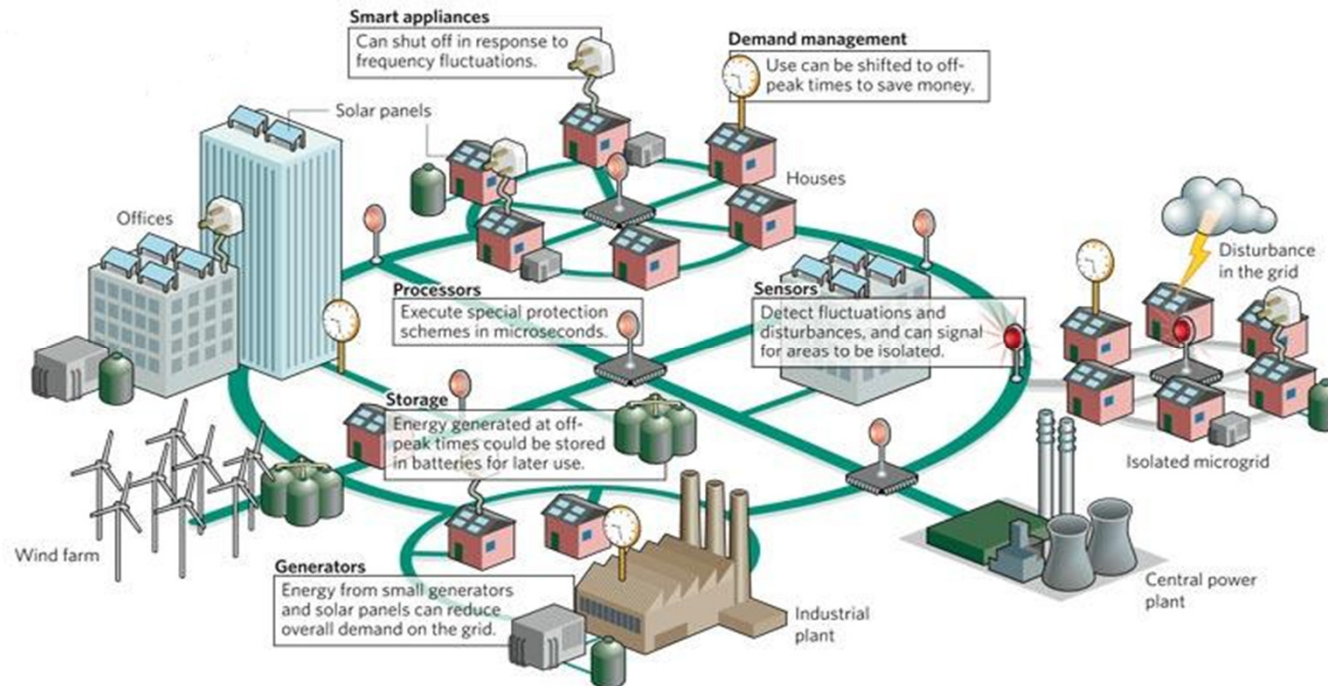 Smart appliances
Can shut off in response to
frequency fluctuations.
Demand management
Use can be shifted to off-
peak times to save money.
Solar panels
Houses
Offices
Disturbance
in the grid
Processors
Execute special protection
schemes in microseconds.
Sensors
Detect fluctuations and
disturbances, and can signal
for areas to be isolated.
Storage
Energy generated at off-
peak times could be stored
in batteries for later use.
Isolated microgrid
Wind farm
Generators
Energy from small generators
and solar panels can reduce
overall demand on the grid.
Industrial
plant
Central power
plant